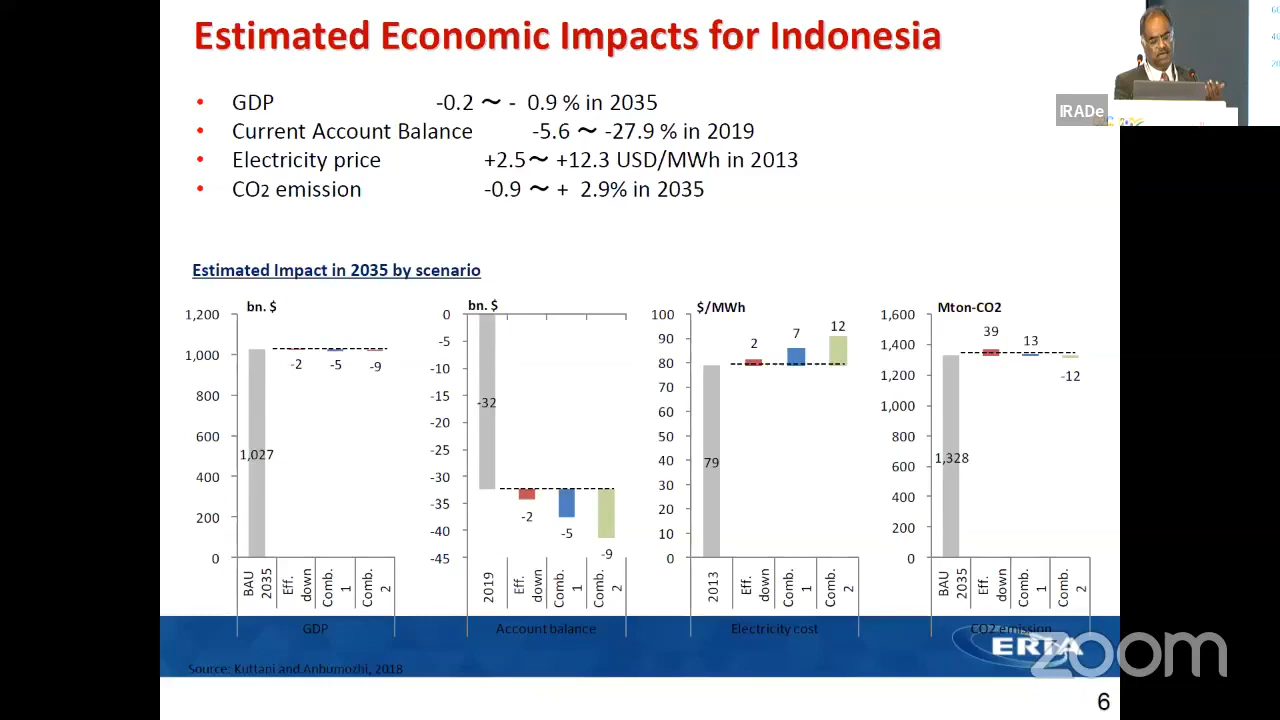 Estimated Economic Impacts for Indonesia
• GDP -0.2 ~ - 0.9 % in 2035
• Current Account Balance -5.6 ~ -27.9 % in 2019
• Electricity price +2.5~ +12.3 USD/MWh in 2013
• CO2 emission -0.9 ~ + 2.9% in 2035
IRADe
60
40
20
Estimated Impact in 2035 by scenario
bn. $
1,200
1,000
800
600
400
200
0
-2
-5
-9
1,027
BAU 2035
Eff. down
Comb. 1
Comb. 2
GDP
bn. $
0
-5
-10
-15
-20
-25
-30
-35
-40
-45
-32
-2
-5
-9
2019
Eff. down
Comb. 1
Comb. 2
Account balance
$/MWh
100
90
80
70
60
50
40
30
20
10
0
2
7
12
79
2013
Eff. down
Comb. 1
Comb. 2
Electricity cost
Mton-CO2
1,600
1,400
1,200
1,000
800
600
400
200
0
39
13
-12
1,328
BAU 2035
Eff. down
Comb. 1
Comb. 2
CO2 emission
ERIA
zoom
Source: Kuttani and Anbumozhi, 2018
6